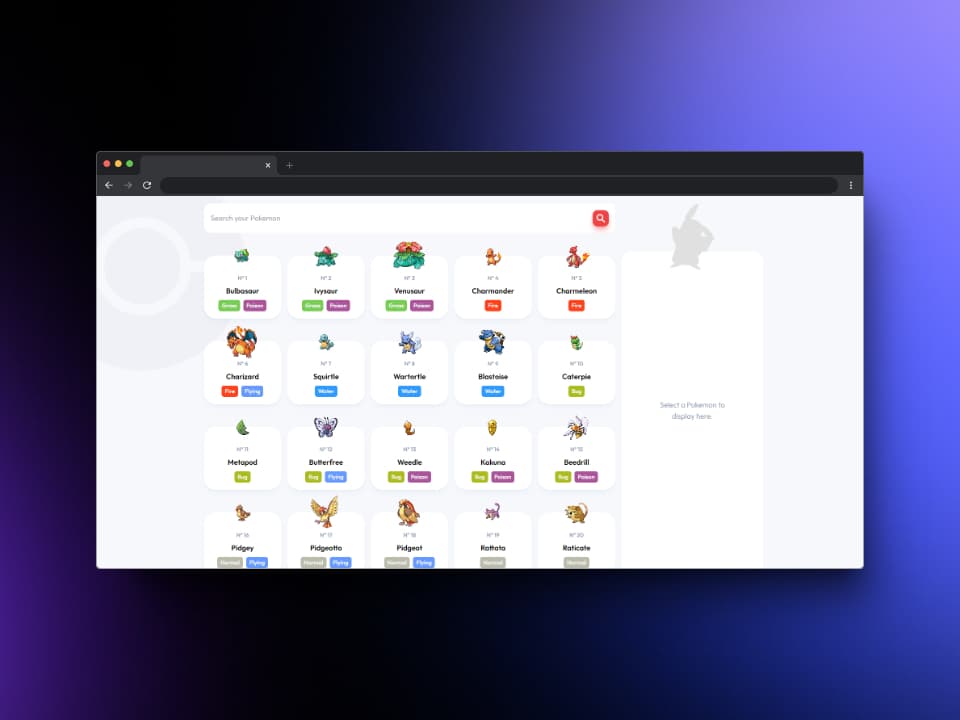 Search your Pokemon
N° 1
Bulbasaur
Grass Poison
N° 2
Ivysaur
Grass Poison
N° 3
Venusaur
Grass Poison
N° 4
Charmander
Fire
N° 5
Charmeleon
Fire
N° 6
Charizard
Fire Flying
N° 7
Squirtle
Water
N° 8
Wartortle
Water
N° 9
Blastoise
Water
N° 10
Caterpie
Bug
N° 11
Metapod
Bug
N° 12
Butterfree
Bug Flying
N° 13
Weedle
Bug Poison
N° 14
Kakuna
Bug Poison
N° 15
Beedrill
Bug Poison
N° 16
Pidgey
Normal Flying
N° 17
Pidgeotto
Normal Flying
N° 18
Pidgeot
Normal Flying
N° 19
Rattata
Normal
N° 20
Raticate
Normal
Select a Pokemon to
display here.